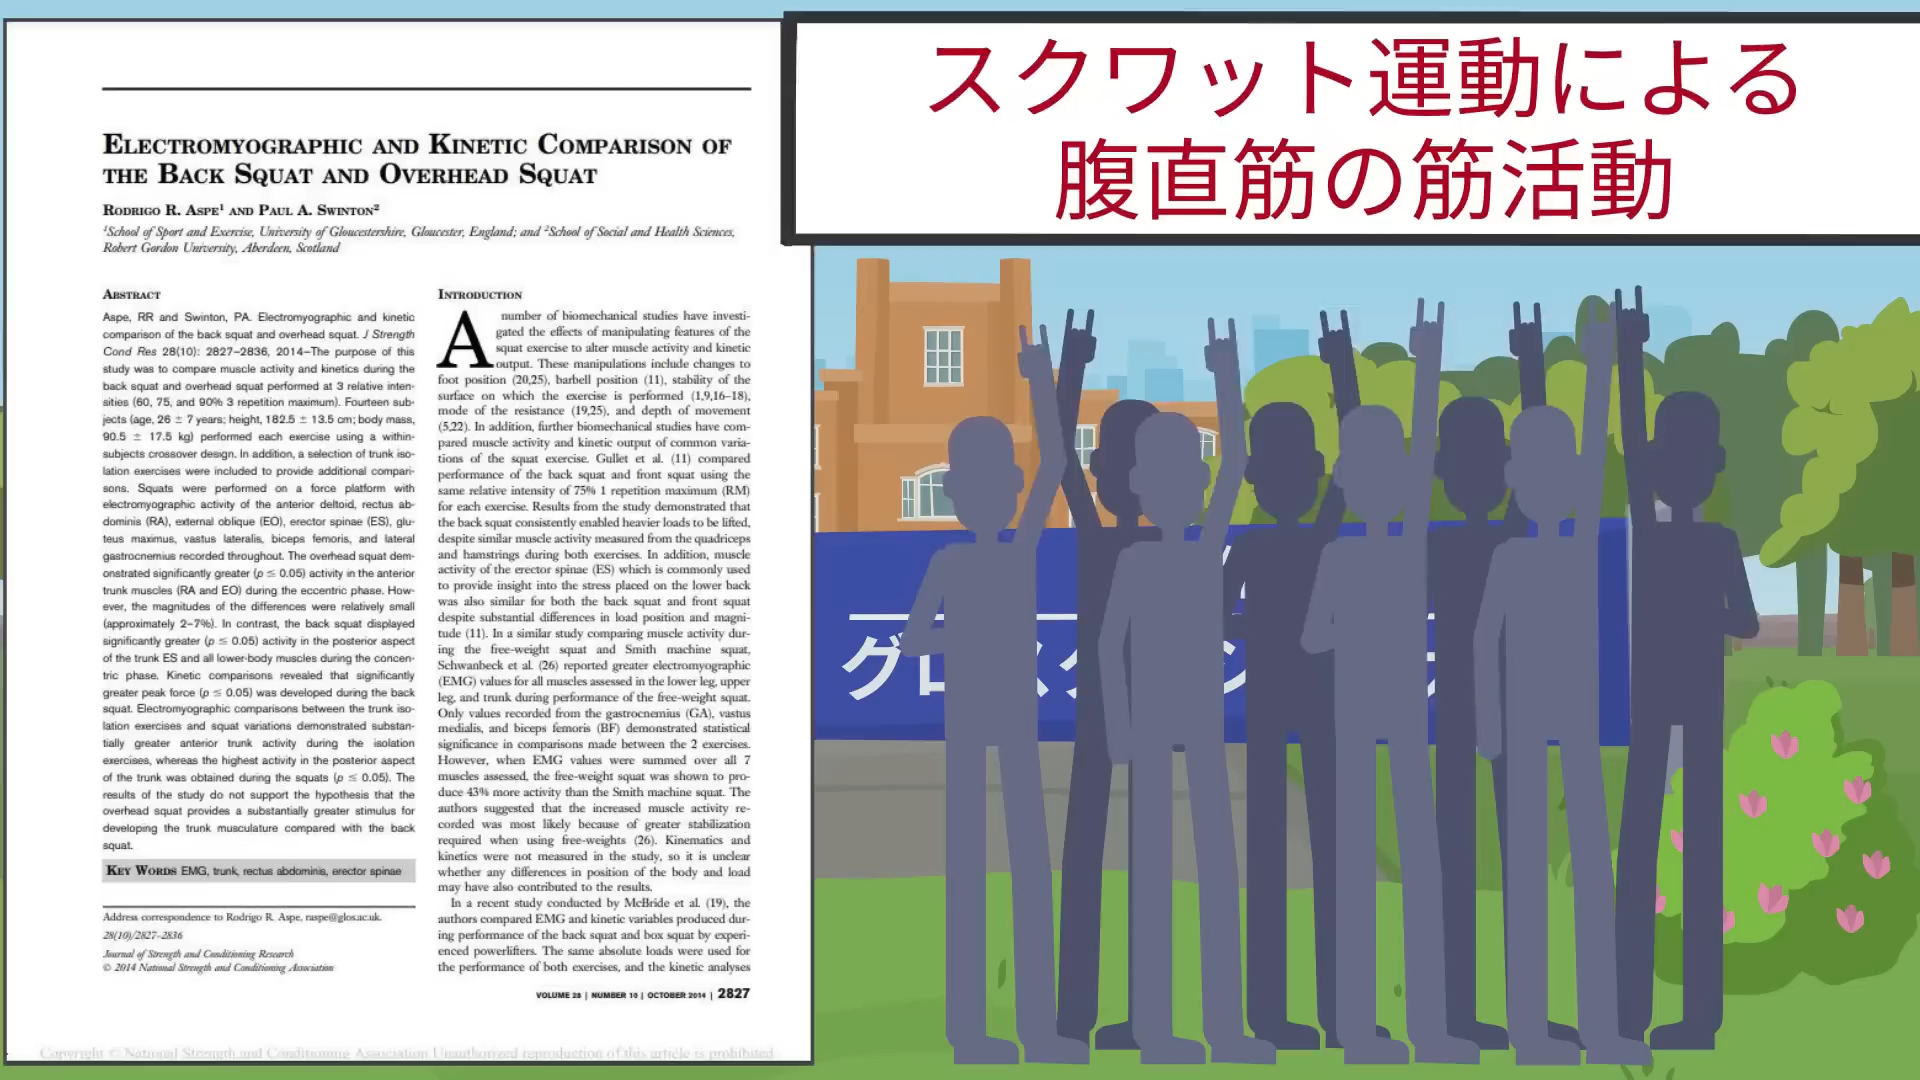 ELECTROMYOGRAPHIC AND KINETIC COMPARISON OF
THE BACK SQUAT AND OVERHEAD SQUAT
RODRIGO R. ASPE¹ AND PAUL A. SWINTON²
¹School of Sport and Exercise, University of Gloucestershire, Gloucester, England; and ²School of Social and Health Sciences,
Robert Gordon University, Aberdeen, Scotland
ABSTRACT
Aspe, RR and Swinton, PA. Electromyographic and kinetic
comparison of the back squat and overhead squat. J Strength
Cond Res 28(10): 2827–2836, 2014—The purpose of this
study was to compare muscle activity and kinetics during the
back squat and overhead squat performed at 3 relative inten-
sities (60, 75, and 90% 3 repetition maximum). Fourteen sub-
jects (age, 26 ± 7 years; height, 182.5 ± 13.5 cm; body mass,
90.5 ± 17.5 kg) performed each exercise using a within-
subjects crossover design. In addition, a selection of trunk iso-
lation exercises were included to provide additional compari-
sons. Squats were performed on a force platform with
electromyographic activity of the anterior deltoid, rectus ab-
dominis (RA), external oblique (EO), erector spinae (ES), glu-
teus maximus, vastus lateralis, biceps femoris, and lateral
gastrocnemius recorded throughout. The overhead squat dem-
onstrated significantly greater (p ≤ 0.05) activity in the anterior
trunk muscles (RA and EO) during the eccentric phase. How-
ever, the magnitudes of the differences were relatively small
(approximately 2–7%). In contrast, the back squat displayed
significantly greater (p ≤ 0.05) activity in the posterior aspect
of the trunk ES and all lower-body muscles during the concen-
tric phase. Kinetic comparisons revealed that significantly
greater peak force (p ≤ 0.05) was developed during the back
squat. Electromyographic comparisons between the trunk iso-
lation exercises and squat variations demonstrated substan-
tially greater anterior trunk activity during the isolation
exercises, whereas the highest activity in the posterior aspect
of the trunk was obtained during the squats (p ≤ 0.05). The
results of the study do not support the hypothesis that the
overhead squat provides a substantially greater stimulus for
developing the trunk musculature compared with the back
squat.
KEY WORDS EMG, trunk, rectus abdominis, erector spinae
Address correspondence to Rodrigo R. Aspe, raspe@glos.ac.uk.
28(10)/2827–2836
Journal of Strength and Conditioning Research
© 2014 National Strength and Conditioning Association
INTRODUCTION
A number of biomechanical studies have investi-
gated the effects of manipulating features of the
squat exercise to alter muscle activity and kinetic
output. These manipulations include changes to
foot position (20,25), barbell position (11), stability of the
surface on which the exercise is performed (1,9,16–18),
mode of the resistance (19,25), and depth of movement
(5,22). In addition, further biomechanical studies have com-
pared muscle activity and kinetic output of common varia-
tions of the squat exercise. Gullet et al. (11) compared
performance of the back squat and front squat using the
same relative intensity of 75% 1 repetition maximum (RM)
for each exercise. Results from the study demonstrated that
the back squat consistently enabled heavier loads to be lifted,
despite similar muscle activity measured from the quadriceps
and hamstrings during both exercises. In addition, muscle
activity of the erector spinae (ES) which is commonly used
to provide insight into the stress placed on the lower back
was also similar for both the back squat and front squat
despite substantial differences in load position and magni-
tude (11). In a similar study comparing muscle activity dur-
ing the free-weight squat and Smith machine squat,
Schwanbeck et al. (26) reported greater electromyographic
(EMG) values for all muscles assessed in the lower leg, upper
leg, and trunk during performance of the free-weight squat.
Only values recorded from the gastrocnemius (GA), vastus
medialis, and biceps femoris (BF) demonstrated statistical
significance in comparisons made between the 2 exercises.
However, when EMG values were summed over all 7
muscles assessed, the free-weight squat was shown to pro-
duce 43% more activity than the Smith machine squat. The
authors suggested that the increased muscle activity re-
corded was most likely because of greater stabilization
required when using free-weights (26). Kinematics and
kinetics were not measured in the study, so it is unclear
whether any differences in position of the body and load
may have also contributed to the results.
In a recent study conducted by McBride et al. (19), the
authors compared EMG and kinetic variables produced dur-
ing performance of the back squat and box squat by experi-
enced powerlifters. The same absolute loads were used for
the performance of both exercises, and the kinetic analyses
VOLUME 28 | NUMBER 10 | OCTOBER 2014 | 2827
Copyright © National Strength and Conditioning Association Unauthorized reproduction of this article is prohibited.
スクワット運動による
腹直筋の筋活動
グロスタ